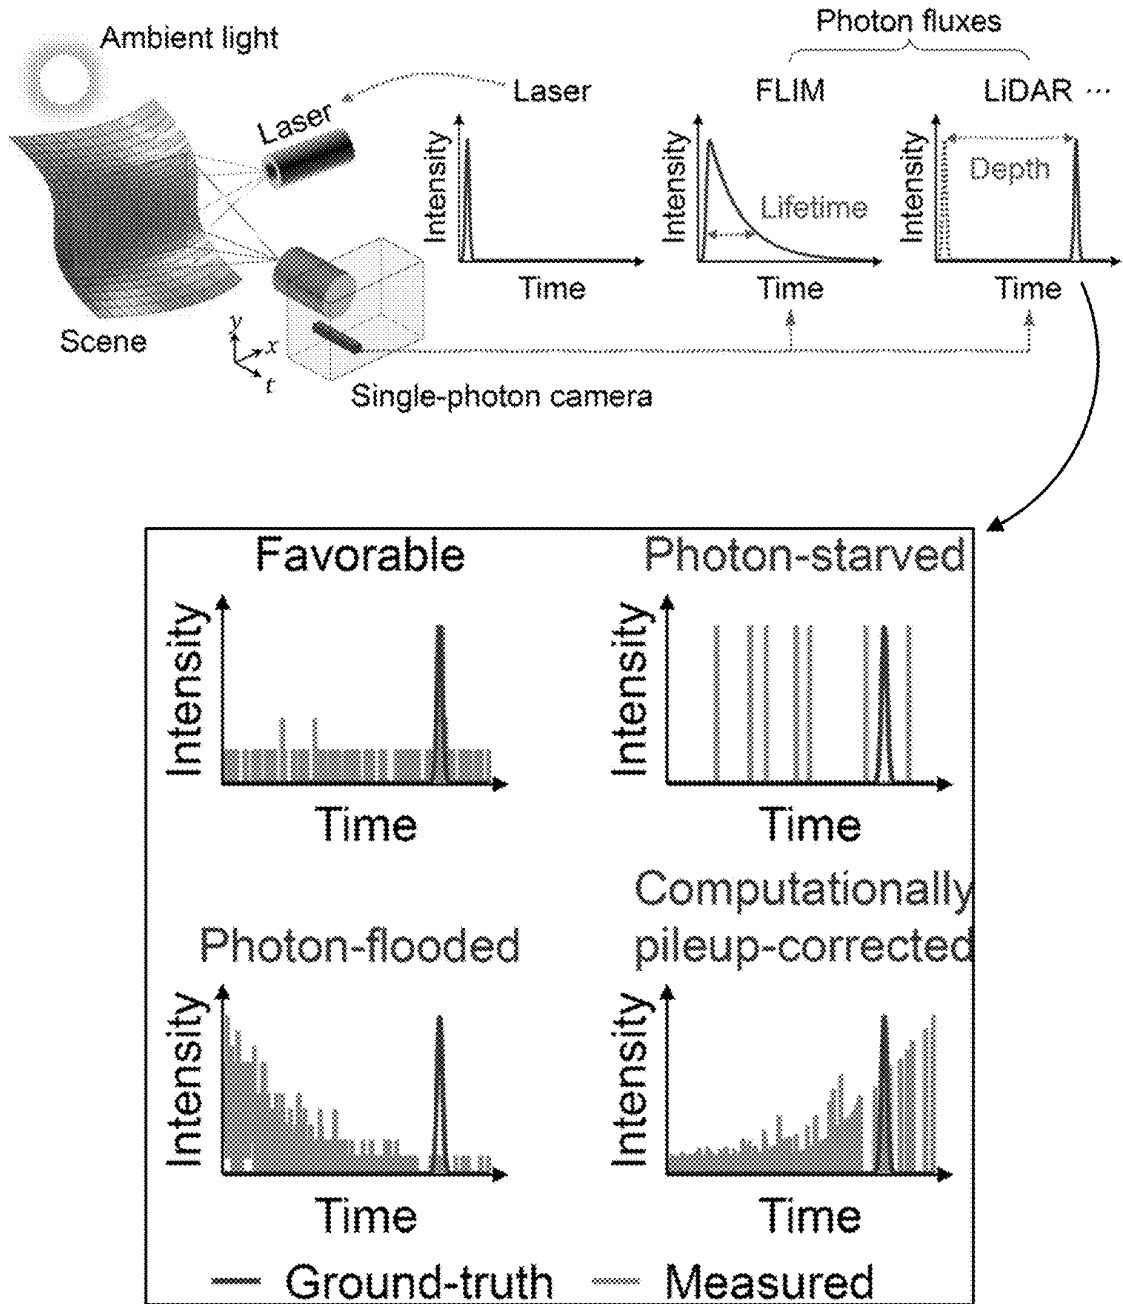 Photon fluxes
Ambient light
Laser
Laser
FLIM
LiDAR ...
Intensity
Intensity
Lifetime
Intensity
Depth
Time
Time
Time
Scene
y
x
t
Single-photon camera
Favorable
Photon-starved
Intensity
Intensity
Time
Time
Photon-flooded
Computationally
pileup-corrected
Intensity
Intensity
Time
Time
Ground-truth
Measured